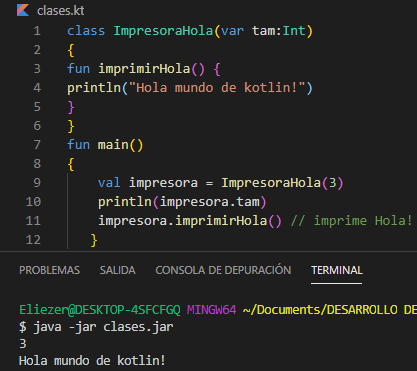 clases.kt
1 class ImpresoraHola(var tam:Int)
2 {
3 fun imprimirHola() {
4 println("Hola mundo de kotlin!")
5 }
6 }
7 fun main()
8 {
9 val impresora = ImpresoraHola(3)
10 println(impresora.tam)
11 impresora.imprimirHola() // imprime Hola!
12 }
PROBLEMAS SALIDA CONSOLA DE DEPURACIÓN TERMINAL
Eliezer@DESKTOP-4SFCFGQ MINGW64 ~/Documents/DESARROLLO DE
$ java -jar clases.jar
3
Hola mundo de kotlin!